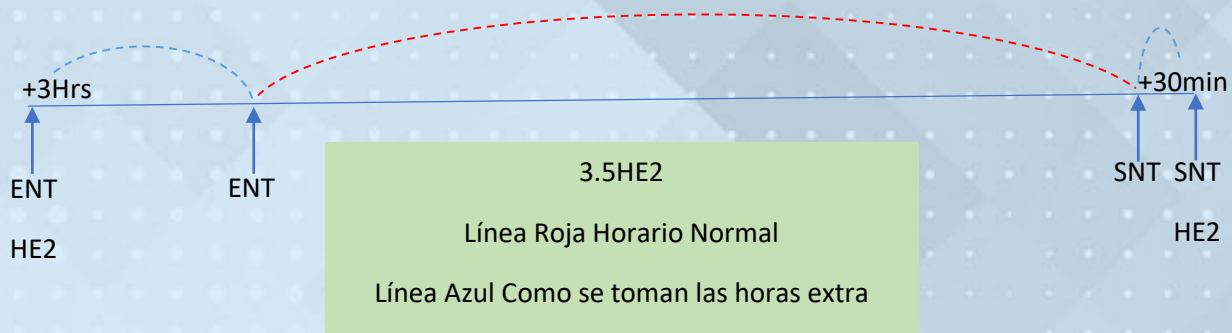 +3Hrs
+30min
ENT
ENT
SNT
SNT
HE2
HE2
3.5HE2
Línea Roja Horario Normal
Línea Azul Como se toman las horas extra